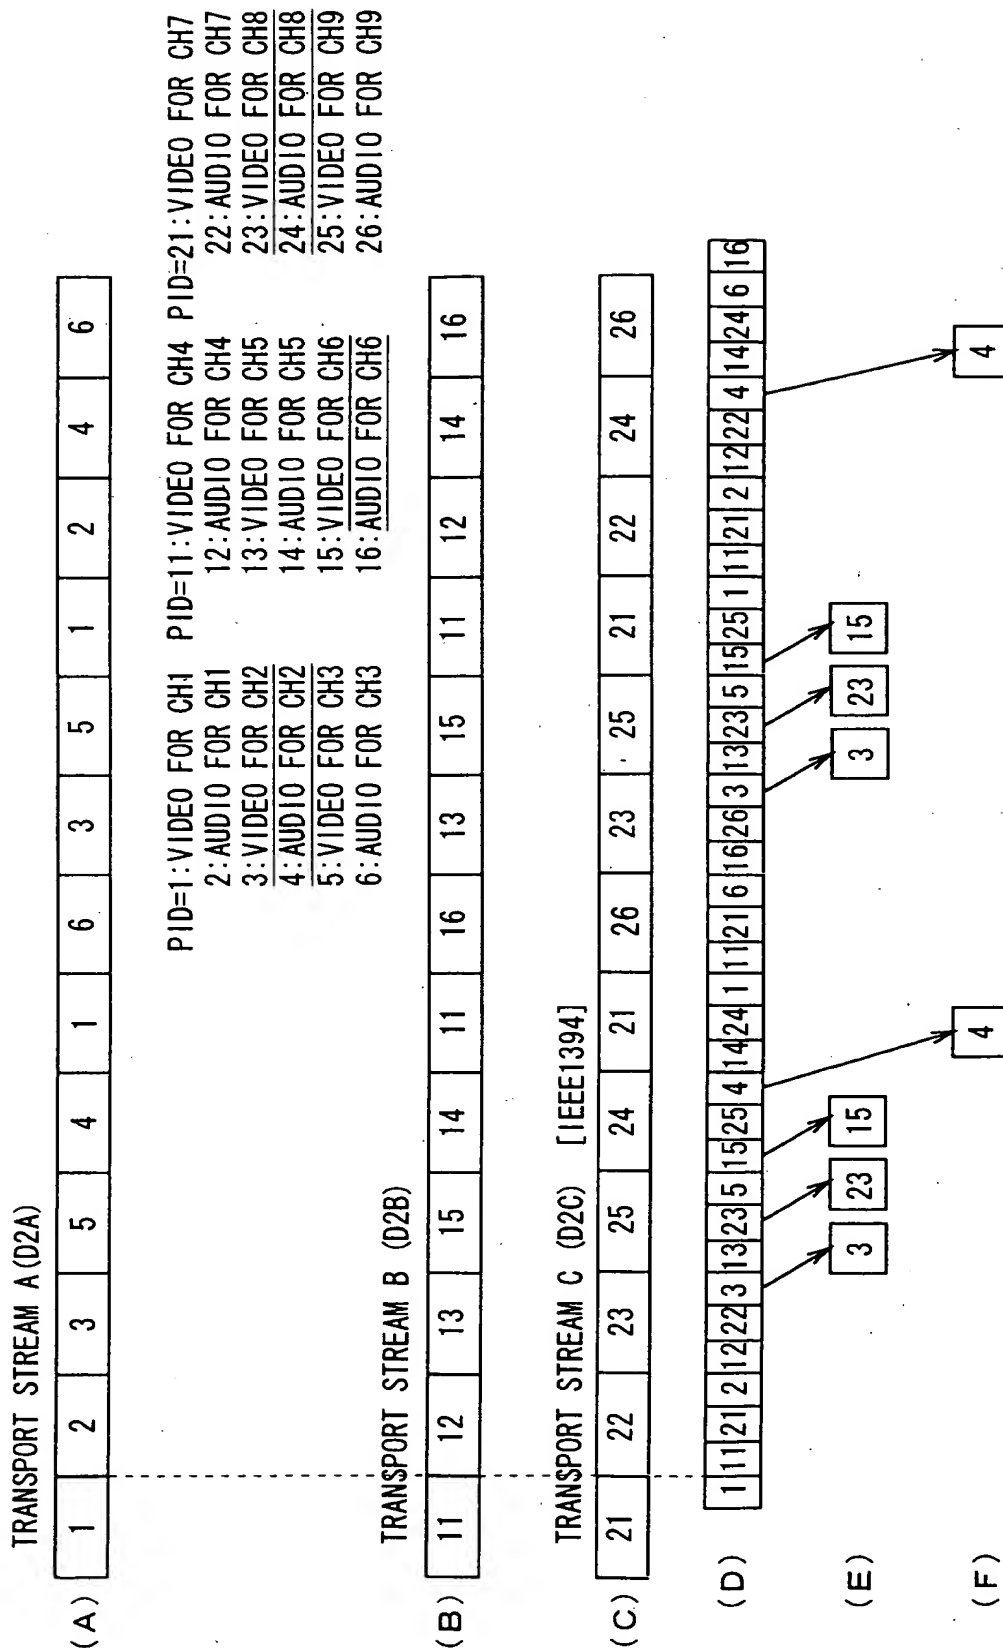 TRANSPORT STREAM A(D2A)
(A) 1 2 3 5 4 1 6 3 5 1 2 4 6
PID=1:VIDEO FOR CH1 PID=11:VIDEO FOR CH4 PID=21:VIDEO FOR CH7
2:AUDIO FOR CH1 12:AUDIO FOR CH4 22:AUDIO FOR CH7
3:VIDEO FOR CH2 13:VIDEO FOR CH5 23:VIDEO FOR CH8
4:AUDIO FOR CH2 14:AUDIO FOR CH5 24:AUDIO FOR CH8
5:VIDEO FOR CH3 15:VIDEO FOR CH6 25:VIDEO FOR CH9
6:AUDIO FOR CH3 16:AUDIO FOR CH6 26:AUDIO FOR CH9
TRANSPORT STREAM B (D2B)
(B) 11 12 13 15 14 11 16 13 15 11 12 14 16
TRANSPORT STREAM C (D2C) [IEEE1394]
(C) 21 22 23 25 24 21 26 23 25 21 22 24 26
(D) 1 11 21 2 12 22 3 13 23 5 15 25 4 14 24 1 11 21 6 16 26 3 13 23 5 15 25 1 11 21 2 12 22 4 14 24 6 16
(E) 3 23 15 3 23 15
(F) 4 4